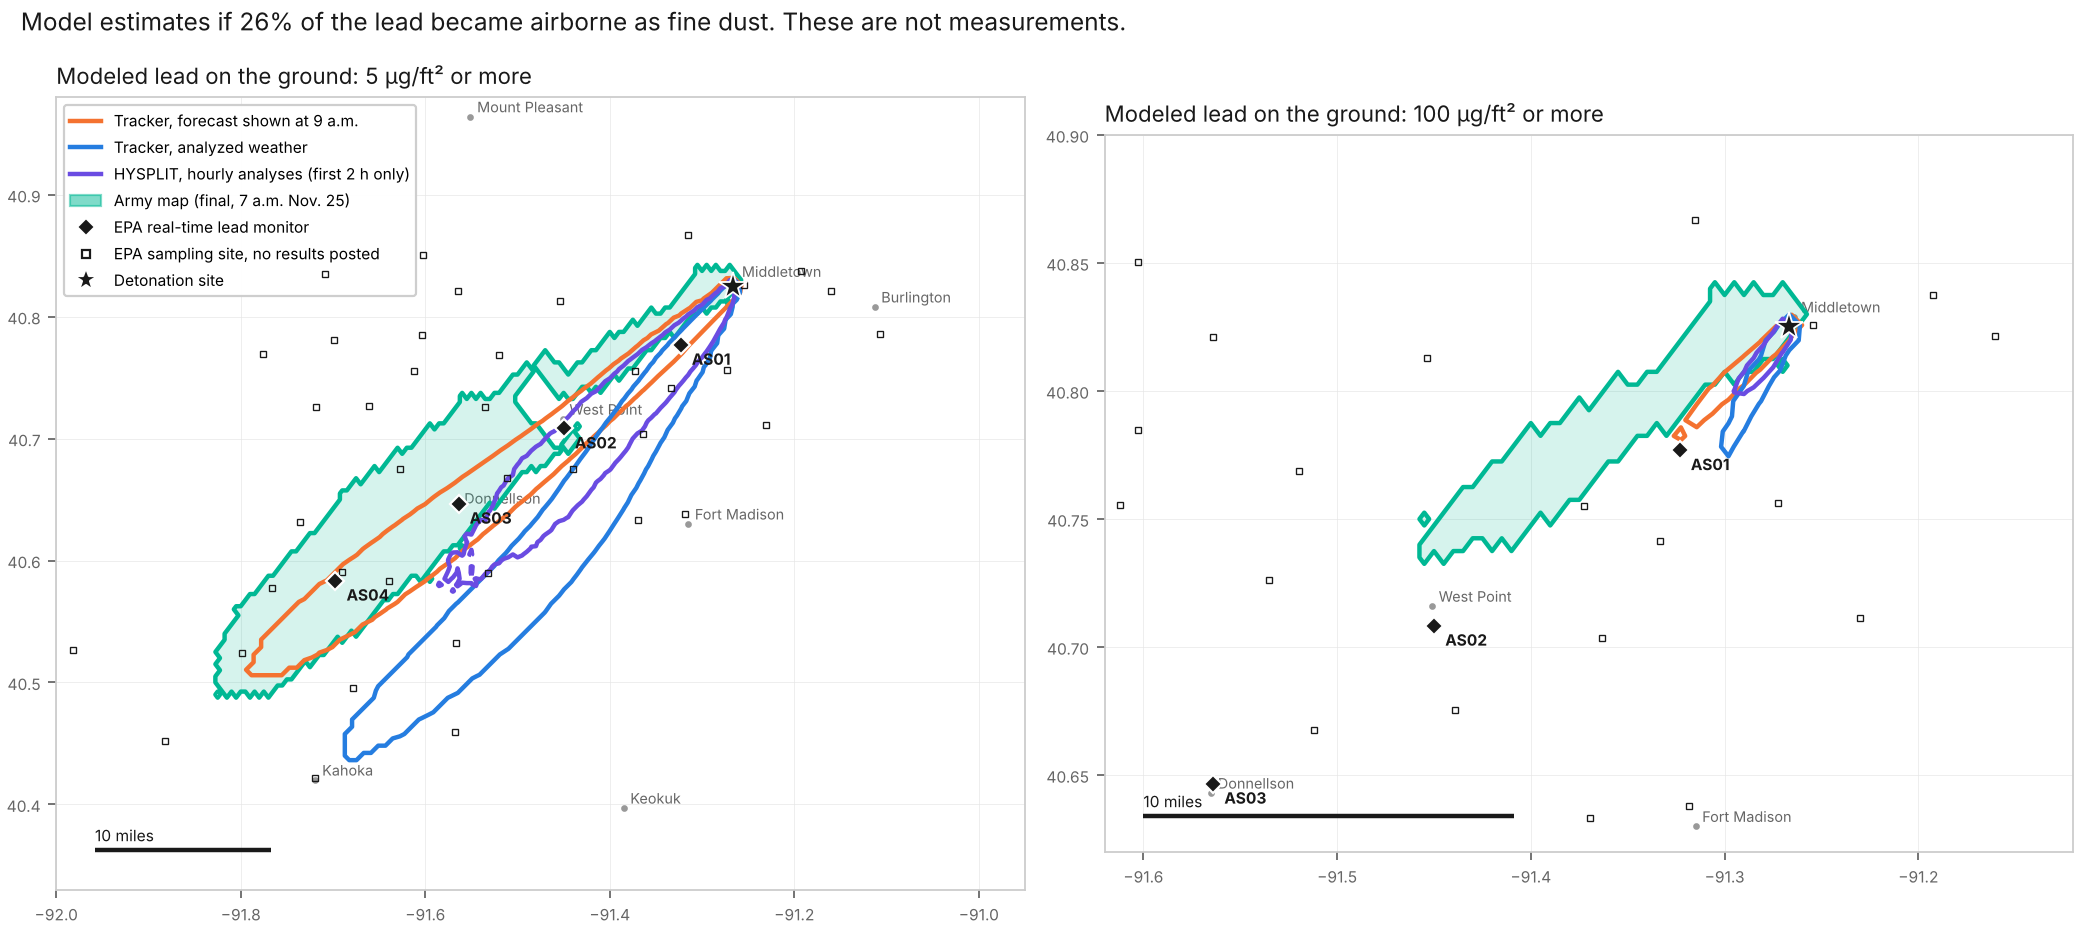 Model estimates if 26% of the lead became airborne as fine dust. These are not measurements.
Modeled lead on the ground: 5 µg/ft² or more
Tracker, forecast shown at 9 a.m.
Tracker, analyzed weather
HYSPLIT, hourly analyses (first 2 h only)
Army map (final, 7 a.m. Nov. 25)
EPA real-time lead monitor
EPA sampling site, no results posted
Detonation site
Mount Pleasant
Middletown
Burlington
AS01
West Point
AS02
Donnellson
AS03
Fort Madison
AS04
Kahoka
Keokuk
10 miles
40.9
40.8
40.7
40.6
40.5
40.4
−92.0
−91.8
−91.6
−91.4
−91.2
−91.0
Modeled lead on the ground: 100 µg/ft² or more
40.90
40.85
40.80
40.75
40.70
40.65
Middletown
AS01
West Point
AS02
Donnellson
AS03
10 miles
Fort Madison
−91.6
−91.5
−91.4
−91.3
−91.2